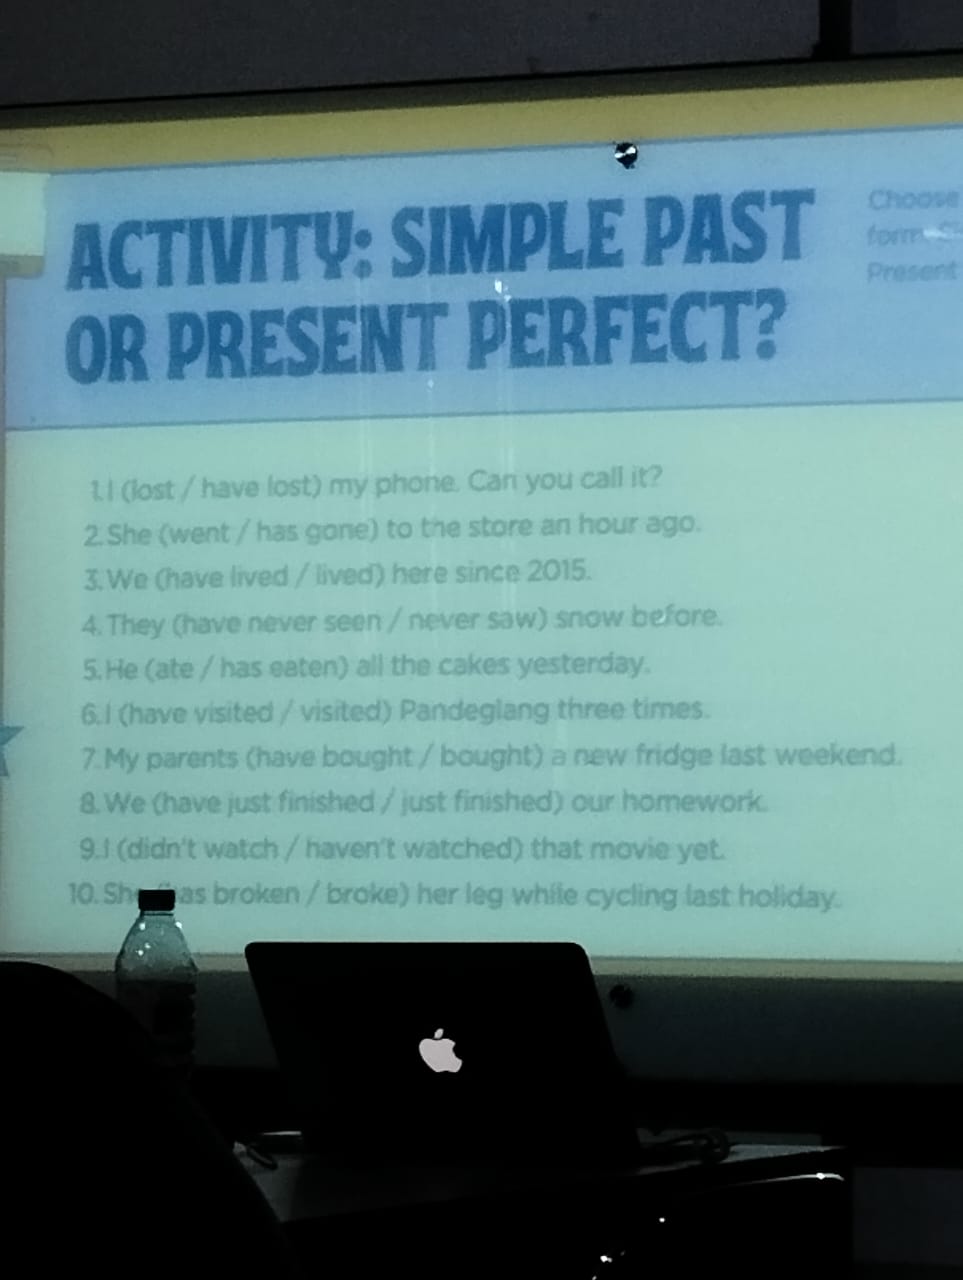 ACTIVITY: SIMPLE PAST
OR PRESENT PERFECT?
Choose
form.
Present
1. I (lost / have lost) my phone. Can you call it?
2. She (went / has gone) to the store an hour ago.
3. We (have lived / lived) here since 2015.
4. They (have never seen / never saw) snow before.
5. He (ate / has eaten) all the cakes yesterday.
6. I (have visited / visited) Pandeglang three times.
7. My parents (have bought / bought) a new fridge last weekend.
8. We (have just finished / just finished) our homework.
9. I (didn't watch / haven't watched) that movie yet.
10. She (has broken / broke) her leg while cycling last holiday.